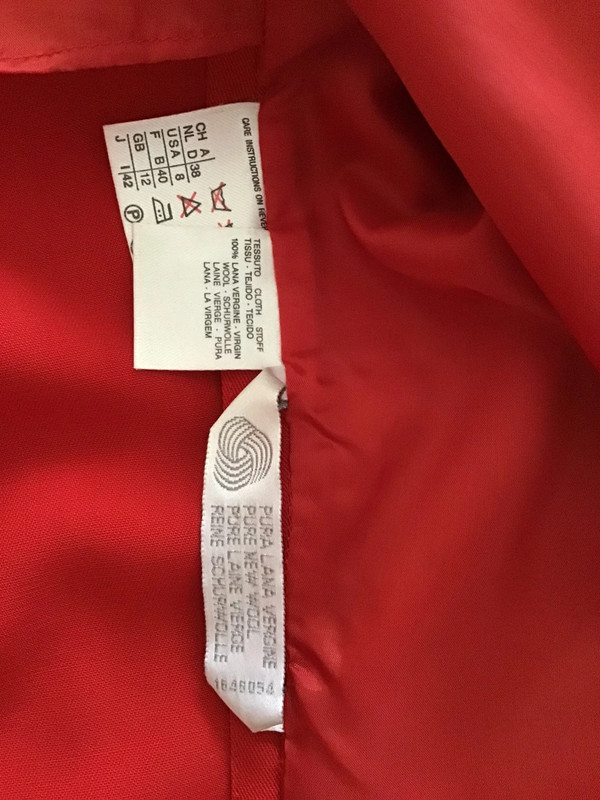 CARE INSTRUCTIONS ON REVE
CH A
NL D 38
USA 8
F B 40
GB 12
J I 42
P
TESSUTO CLOTH STOFF
TISSU - TEJIDO - TECIDO
100% LANA VERGINE - VIRGIN
WOOL - SCHURWOLLE
LAINE VIERGE - PURA
LANA - LA VIRGEM
PURA LANA VERGINE
PURE NEW WOOL
PURE LAINE VIERGE
REINE SCHURWOLLE
1646054